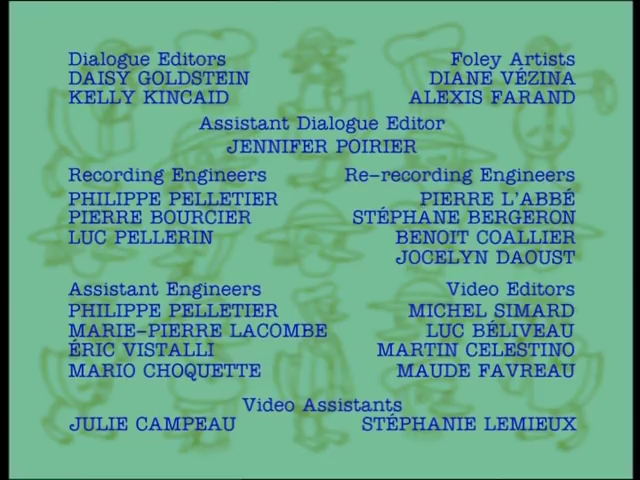 Dialogue Editors
DAISY GOLDSTEIN
KELLY KINCAID
Foley Artists
DIANE VÉZINA
ALEXIS FARAND
Assistant Dialogue Editor
JENNIFER POIRIER
Recording Engineers
PHILIPPE PELLETIER
PIERRE BOURCIER
LUC PELLERIN
Re-recording Engineers
PIERRE L'ABBÉ
STÉPHANE BERGERON
BENOIT COALLIER
JOCELYN DAOUST
Assistant Engineers
PHILIPPE PELLETIER
MARIE-PIERRE LACOMBE
ÉRIC VISTALLI
MARIO CHOQUETTE
Video Editors
MICHEL SIMARD
LUC BÉLIVEAU
MARTIN CELESTINO
MAUDE FAVREAU
Video Assistants
JULIE CAMPEAU
STÉPHANIE LEMIEUX